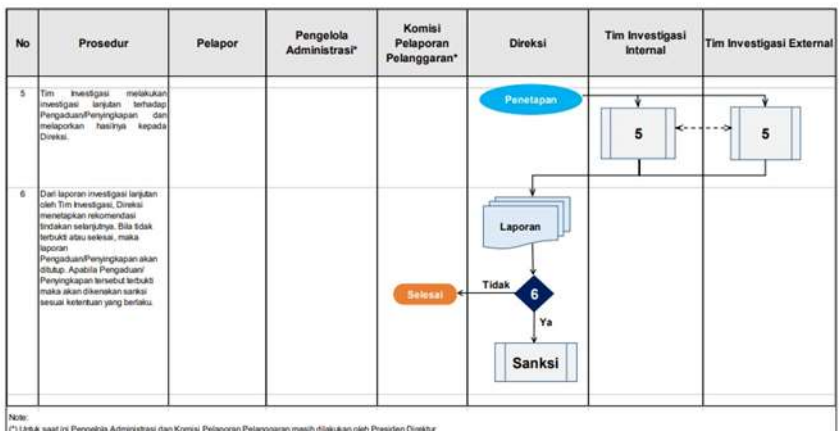 No
Prosedur
Pelapor
Pengelola
Administrasi*
Komisi
Pelaporan
Pelanggaran*
Direksi
Tim Investigasi
Internal
Tim Investigasi External
5
Tim Investigasi melakukan
investigasi lanjutan terhadap
Pengaduan/Penyingkapan dan
melaporkan hasilnya kepada
Direksi.
Penetapan
5
5
6
Dari laporan investigasi lanjutan
oleh Tim Investigasi, Direksi
menetapkan rekomendasi
tindakan selanjutnya. Bila tidak
terbukti atau selesai, maka
laporan
Pengaduan/Penyingkapan akan
ditutup. Apabila Pengaduan/
Penyingkapan tersebut terbukti
maka akan dikenakan sanksi
sesuai ketentuan yang berlaku.
Laporan
Selesai
Tidak
6
Ya
Sanksi
Note:
(*) Untuk saat ini Pengelola Administrasi dan Komisi Pelaporan Pelanggaran masih dilakukan oleh Presiden Direktur